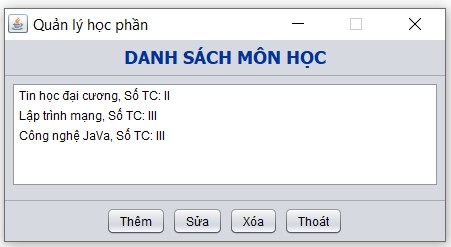 Quản lý học phần
DANH SÁCH MÔN HỌC
Tin học đại cương, Số TC: II
Lập trình mạng, Số TC: III
Công nghệ JaVa, Số TC: III
Thêm Sửa Xóa Thoát